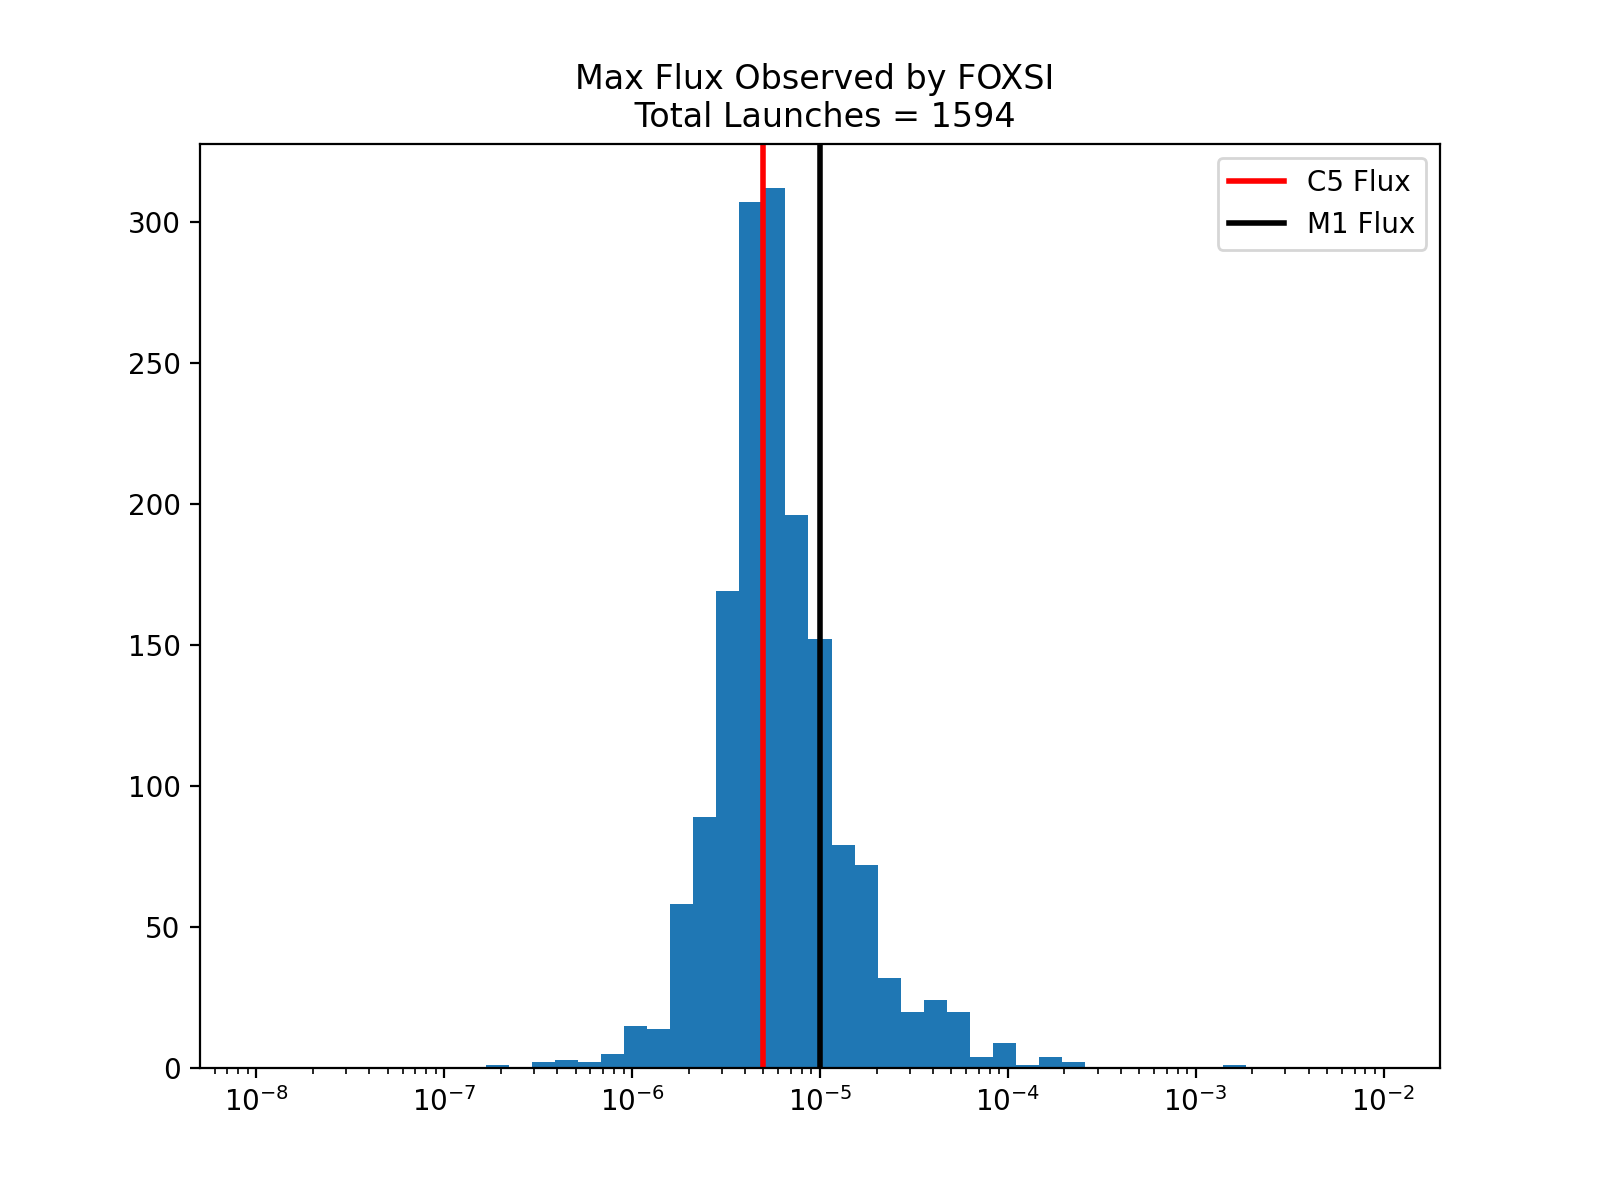 Max Flux Observed by FOXSI
Total Launches = 1594
C5 Flux
M1 Flux
300
250
200
150
100
50
0
10⁻⁸ 10⁻⁷ 10⁻⁶ 10⁻⁵ 10⁻⁴ 10⁻³ 10⁻²